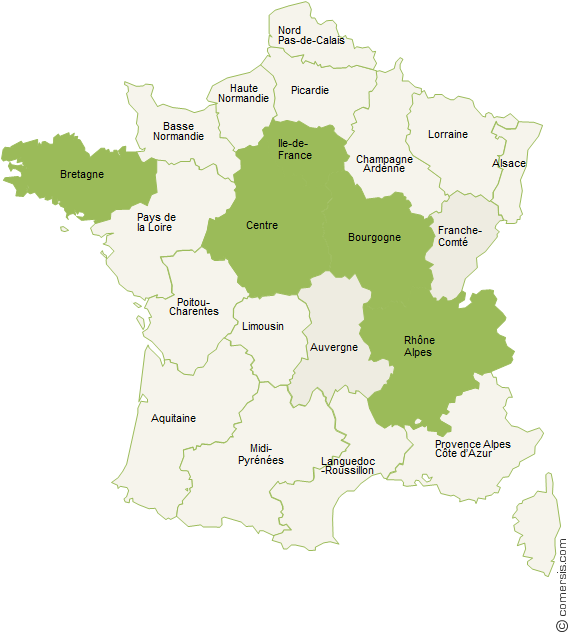 Nord
Pas-de-Calais
Haute
Normandie
Picardie
Basse
Normandie
Ile-de-
France
Champagne
Ardenne
Lorraine
Alsace
Bretagne
Pays de
la Loire
Centre
Bourgogne
Franche-
Comté
Poitou-
Charentes
Limousin
Auvergne
Rhône
Alpes
Aquitaine
Midi-
Pyrénées
Languedoc
-Roussillon
Provence Alpes
Côte d'Azur
© comersis.com